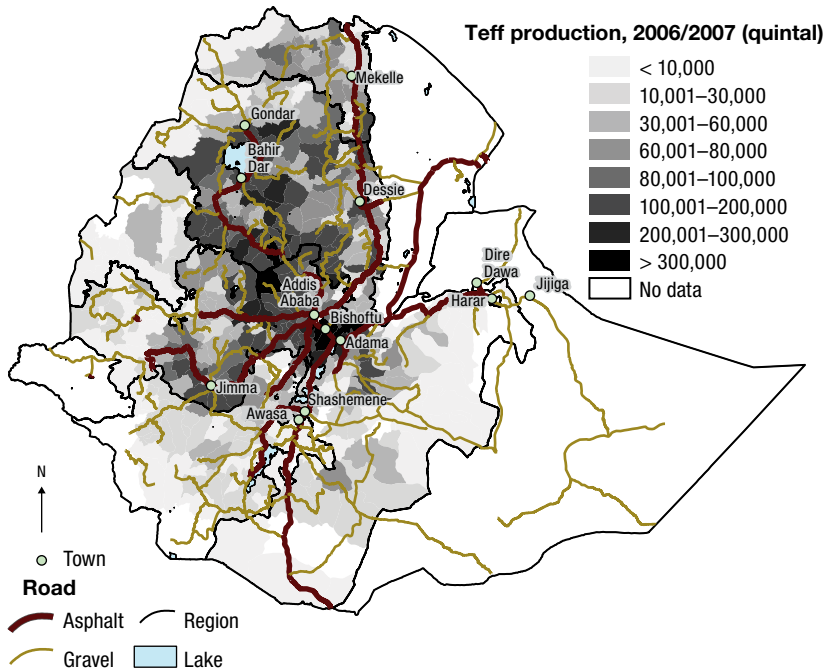 Teff production, 2006/2007 (quintal)
< 10,000
10,001–30,000
30,001–60,000
60,001–80,000
80,001–100,000
100,001–200,000
200,001–300,000
> 300,000
No data
Mekelle
Gondar
Bahir
Dar
Dessie
Dire
Dawa
Jijiga
Harar
Addis
Ababa
Bishoftu
Adama
Jimma
Shashemene
Awasa
N
Town
Road
Asphalt
Region
Gravel
Lake